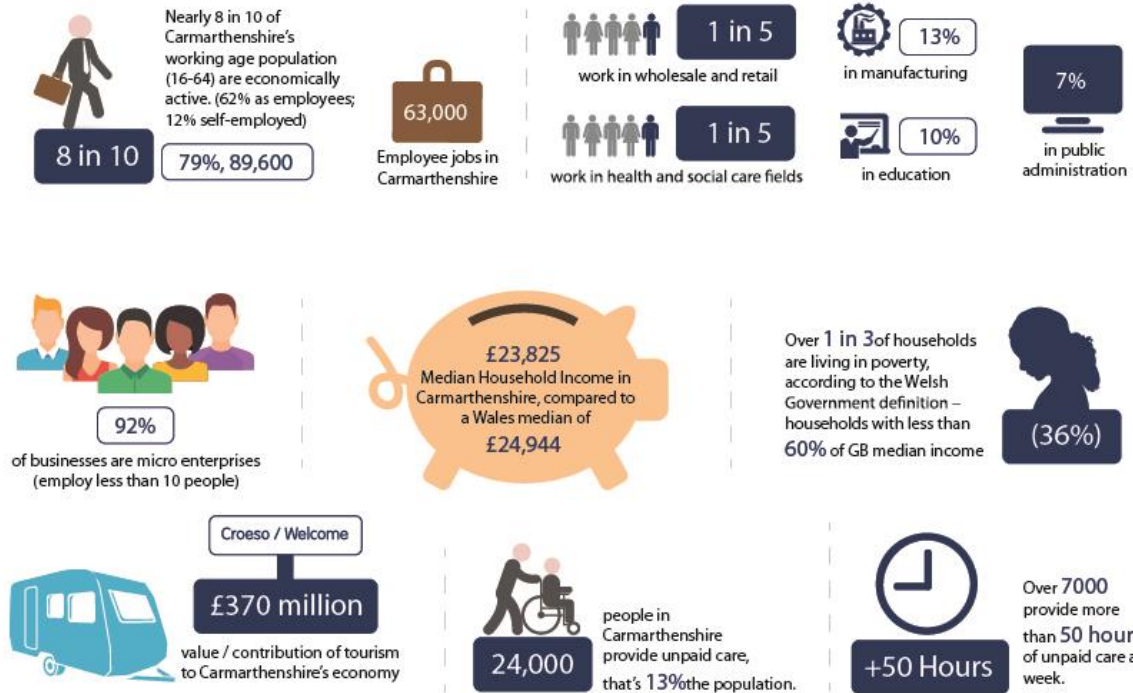 Nearly 8 in 10 of
Carmarthenshire's
working age population
(16-64) are economically
active. (62% as employees;
12% self-employed)
8 in 10
79%, 89,600
63,000
Employee jobs in
Carmarthenshire
1 in 5
work in wholesale and retail
1 in 5
work in health and social care fields
13%
in manufacturing
10%
in education
7%
in public
administration
92%
of businesses are micro enterprises
(employ less than 10 people)
£23,825
Median Household Income in
Carmarthenshire, compared to
a Wales median of
£24,944
Over 1 in 3of households
are living in poverty,
according to the Welsh
Government definition –
households with less than
60% of GB median income
(36%)
Croeso / Welcome
£370 million
value / contribution of tourism
to Carmarthenshire's economy
24,000
people in
Carmarthenshire
provide unpaid care,
that's 13%the population.
+50 Hours
Over 7000
provide more
than 50 hour
of unpaid care a
week.